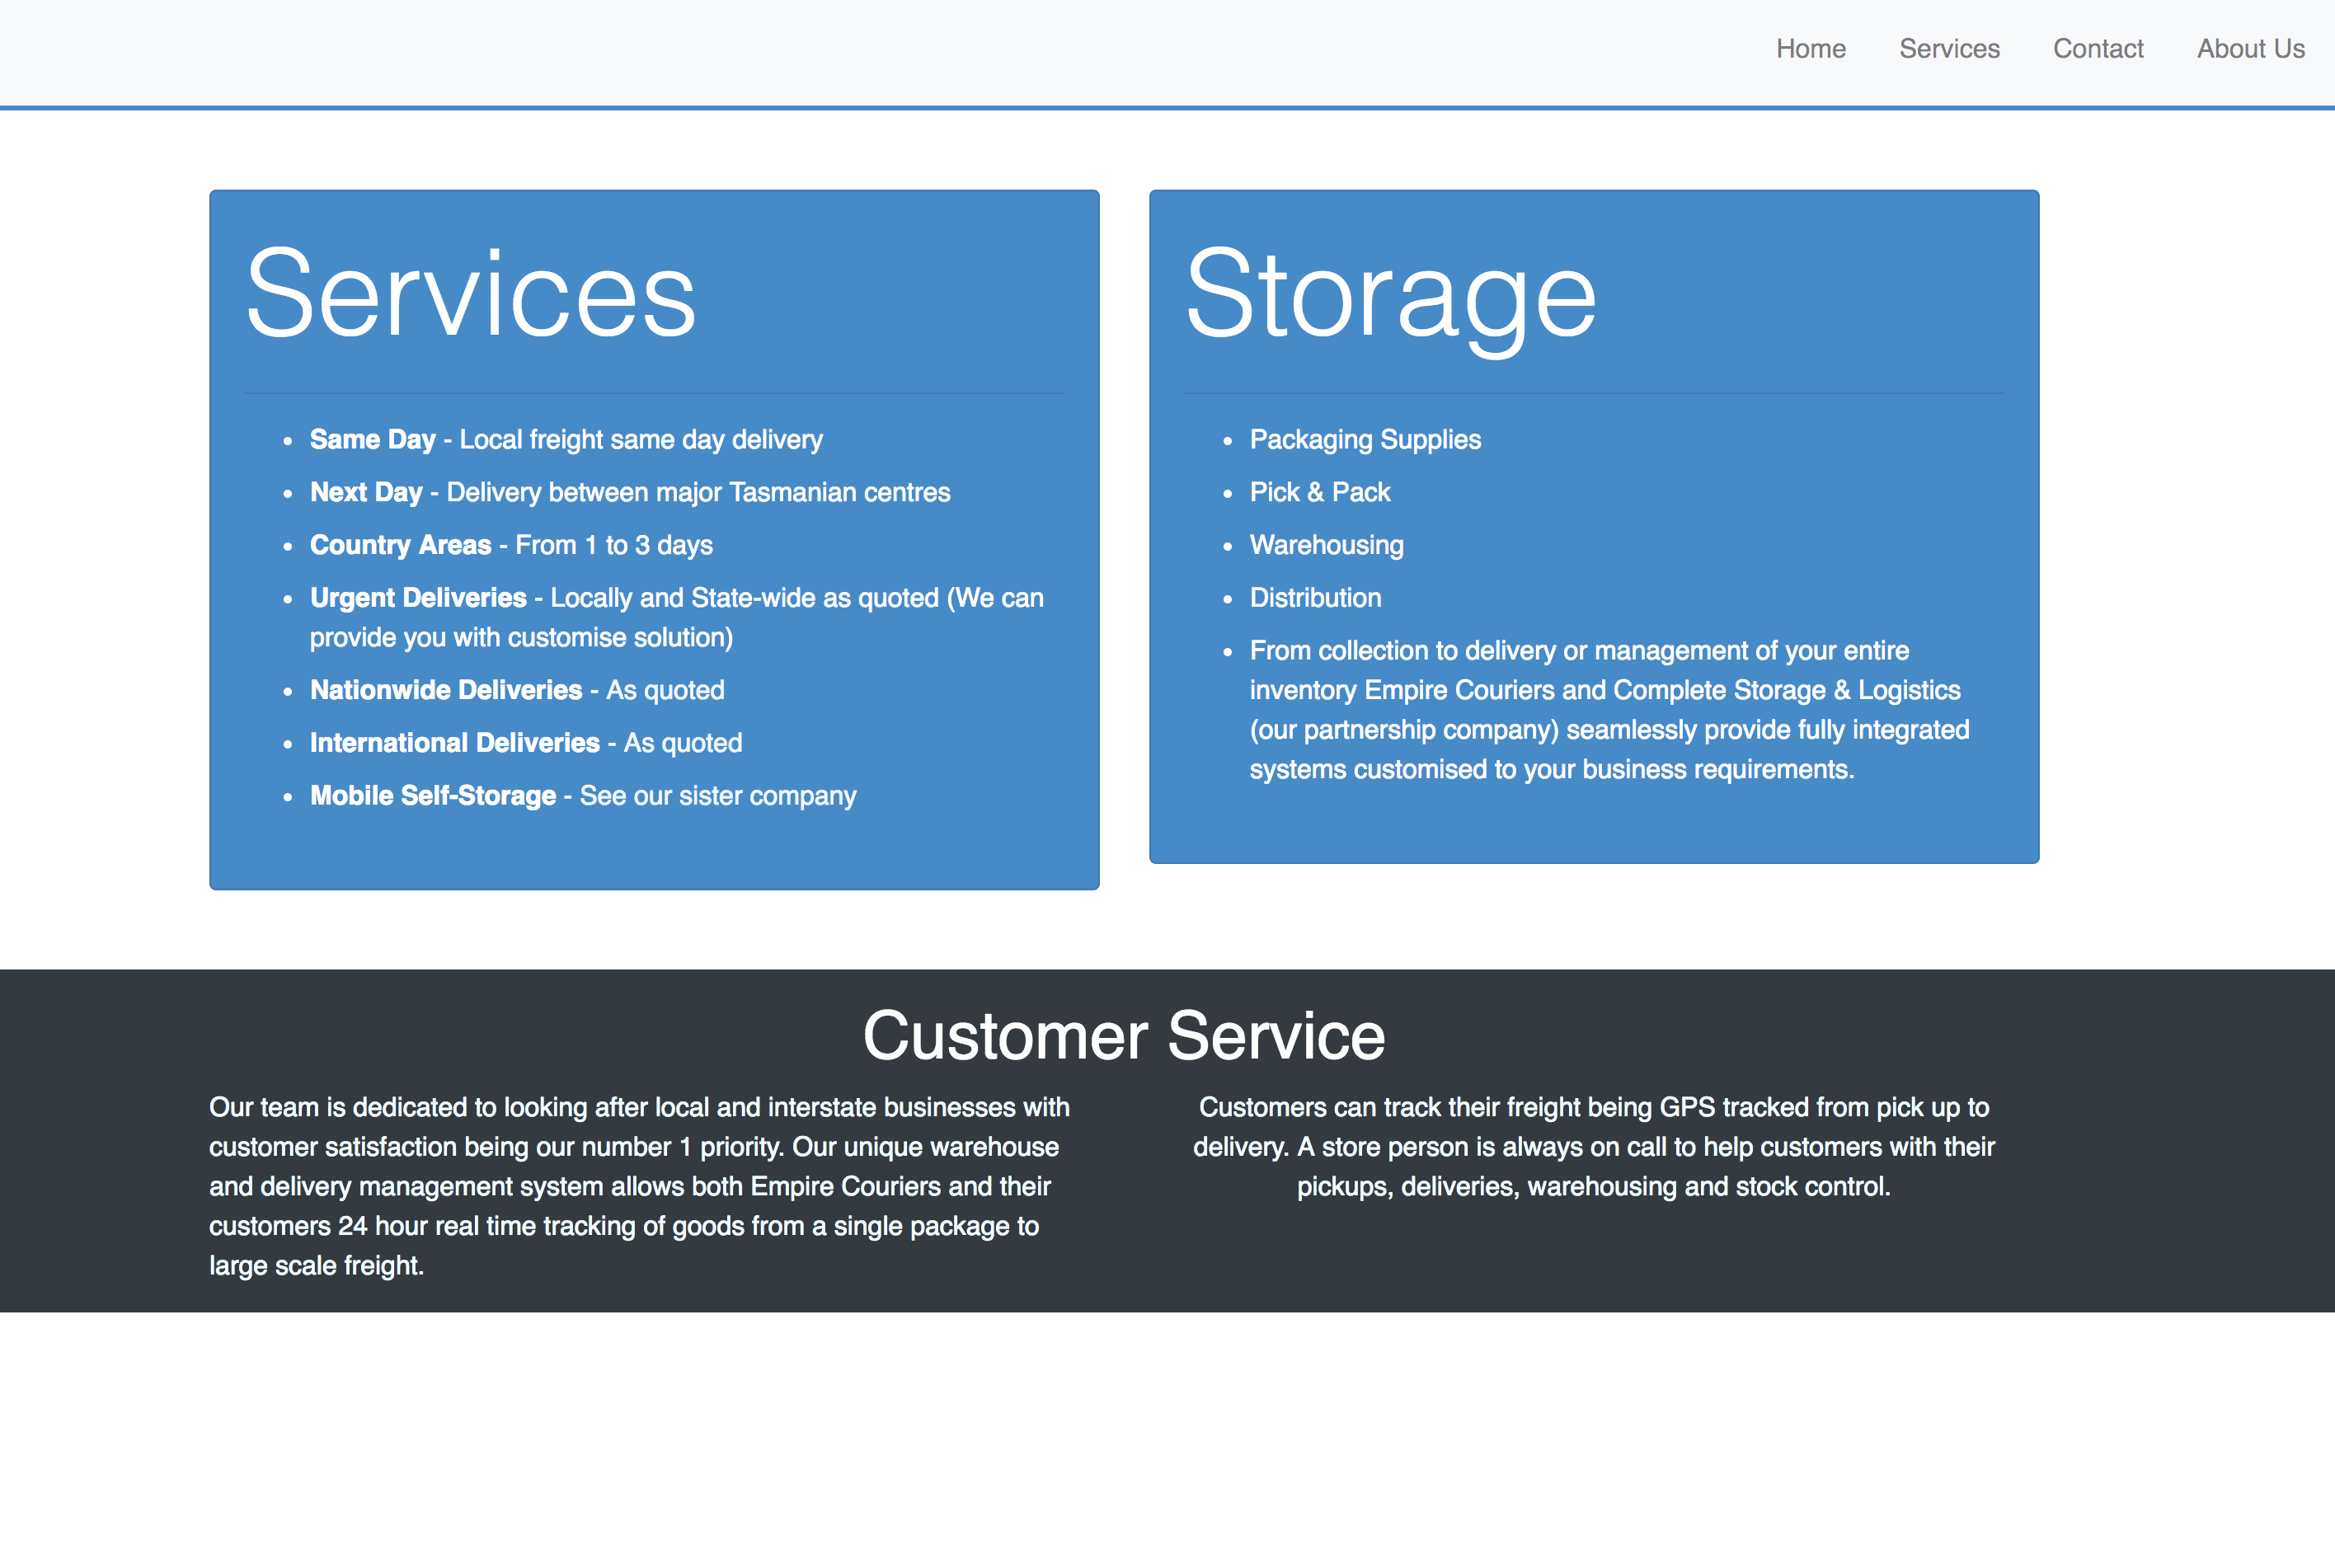 Home Services Contact About Us
Services
Same Day - Local freight same day delivery
Next Day - Delivery between major Tasmanian centres
Country Areas - From 1 to 3 days
Urgent Deliveries - Locally and State-wide as quoted (We can
provide you with customise solution)
Nationwide Deliveries - As quoted
International Deliveries - As quoted
Mobile Self-Storage - See our sister company
Storage
Packaging Supplies
Pick & Pack
Warehousing
Distribution
From collection to delivery or management of your entire
inventory Empire Couriers and Complete Storage & Logistics
(our partnership company) seamlessly provide fully integrated
systems customised to your business requirements.
Customer Service
Our team is dedicated to looking after local and interstate businesses with
customer satisfaction being our number 1 priority. Our unique warehouse
and delivery management system allows both Empire Couriers and their
customers 24 hour real time tracking of goods from a single package to
large scale freight.
Customers can track their freight being GPS tracked from pick up to
delivery. A store person is always on call to help customers with their
pickups, deliveries, warehousing and stock control.